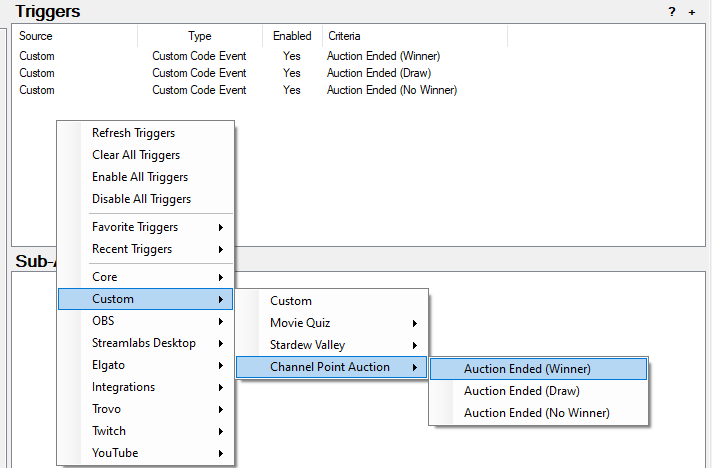 Triggers ? +
Source Type Enabled Criteria
Custom Custom Code Event Yes Auction Ended (Winner)
Custom Custom Code Event Yes Auction Ended (Draw)
Custom Custom Code Event Yes Auction Ended (No Winner)
Refresh Triggers
Clear All Triggers
Enable All Triggers
Disable All Triggers
Favorite Triggers
Recent Triggers
Sub-
Core
Custom
OBS
Streamlabs Desktop
Elgato
Integrations
Trovo
Twitch
YouTube
Custom
Movie Quiz
Stardew Valley
Channel Point Auction
Auction Ended (Winner)
Auction Ended (Draw)
Auction Ended (No Winner)